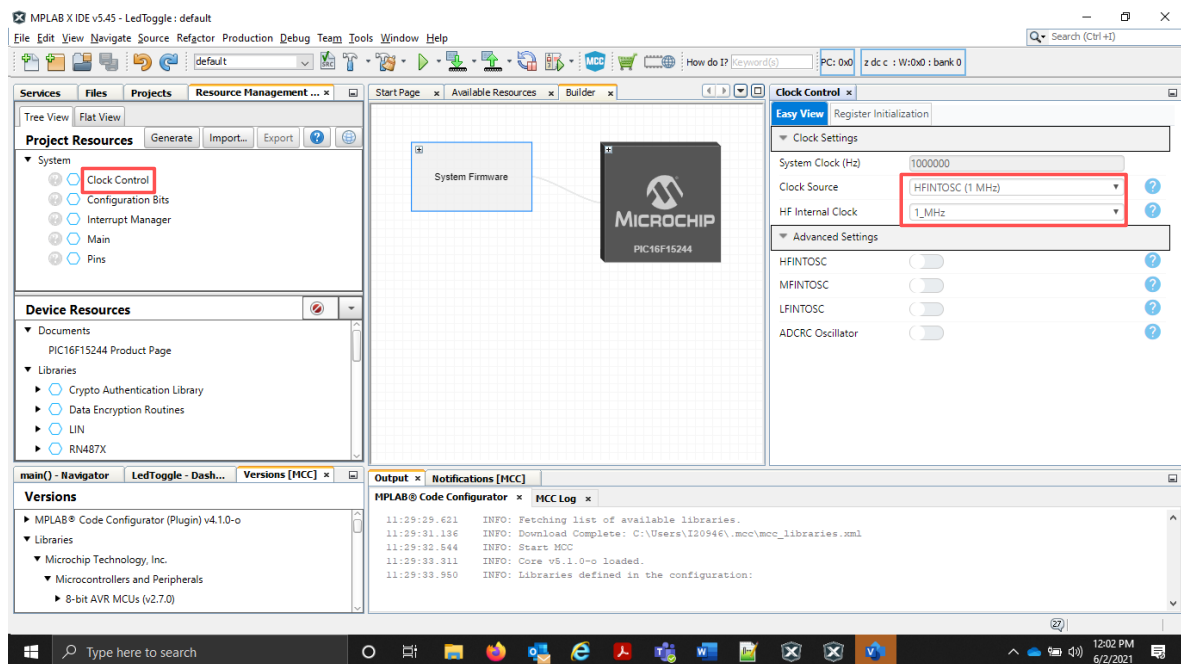 MPLAB X IDE v5.45 - LedToggle : default
File Edit View Navigate Source Refactor Production Debug Team Tools Window Help
Search (Ctrl+I)
default
MCC
How do I? Keyword(s)
PC: 0x0
z dc c : W:0x0 : bank 0
Services Files Projects Resource Management ... ×
Tree View Flat View
Project Resources Generate Import... Export
System
Clock Control
Configuration Bits
Interrupt Manager
Main
Pins
Device Resources
Documents
PIC16F15244 Product Page
Libraries
Crypto Authentication Library
Data Encryption Routines
LIN
RN487X
Start Page × Available Resources × Builder ×
System Firmware
MICROCHIP
PIC16F15244
Clock Control ×
Easy View Register Initialization
Clock Settings
System Clock (Hz) 1000000
Clock Source HFINTOSC (1 MHz)
HF Internal Clock 1_MHz
Advanced Settings
HFINTOSC
MFINTOSC
LFINTOSC
ADCRC Oscillator
main() - Navigator LedToggle - Dash... Versions [MCC] ×
Versions
MPLAB® Code Configurator (Plugin) v4.1.0-o
Libraries
Microchip Technology, Inc.
Microcontrollers and Peripherals
8-bit AVR MCUs (v2.7.0)
Output × Notifications [MCC]
MPLAB® Code Configurator × MCC Log ×
11:29:29.621 INFO: Fetching list of available libraries.
11:29:31.136 INFO: Download Complete: C:\Users\I20946\.mcc\mcc_libraries.xml
11:29:32.544 INFO: Start MCC
11:29:33.311 INFO: Core v5.1.0-o loaded.
11:29:33.950 INFO: Libraries defined in the configuration:
27
Type here to search
12:02 PM
6/2/2021